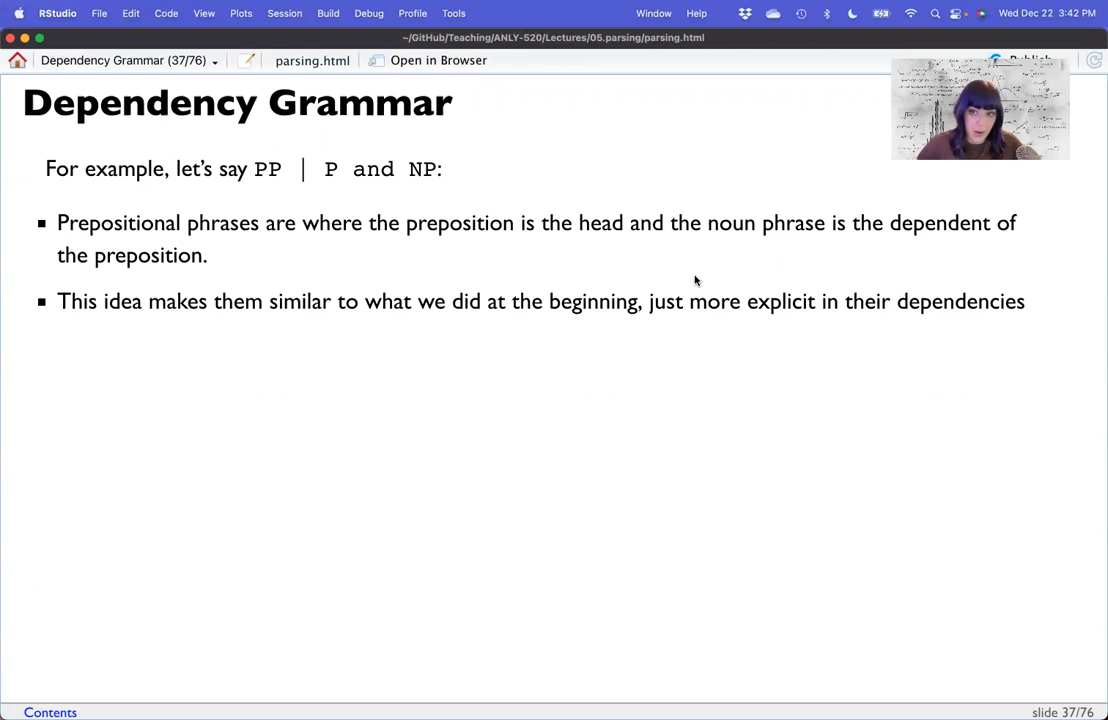 RStudio File Edit Code View Plots Session Build Debug Profile Tools Window Help Wed Dec 22 3:42 PM
~/GitHub/Teaching/ANLY-520/Lectures/05.parsing/parsing.html
Dependency Grammar (37/76) parsing.html Open in Browser Publish
Dependency Grammar
For example, let's say PP | P and NP:
Prepositional phrases are where the preposition is the head and the noun phrase is the dependent of
the preposition.
This idea makes them similar to what we did at the beginning, just more explicit in their dependencies
Contents slide 37/76